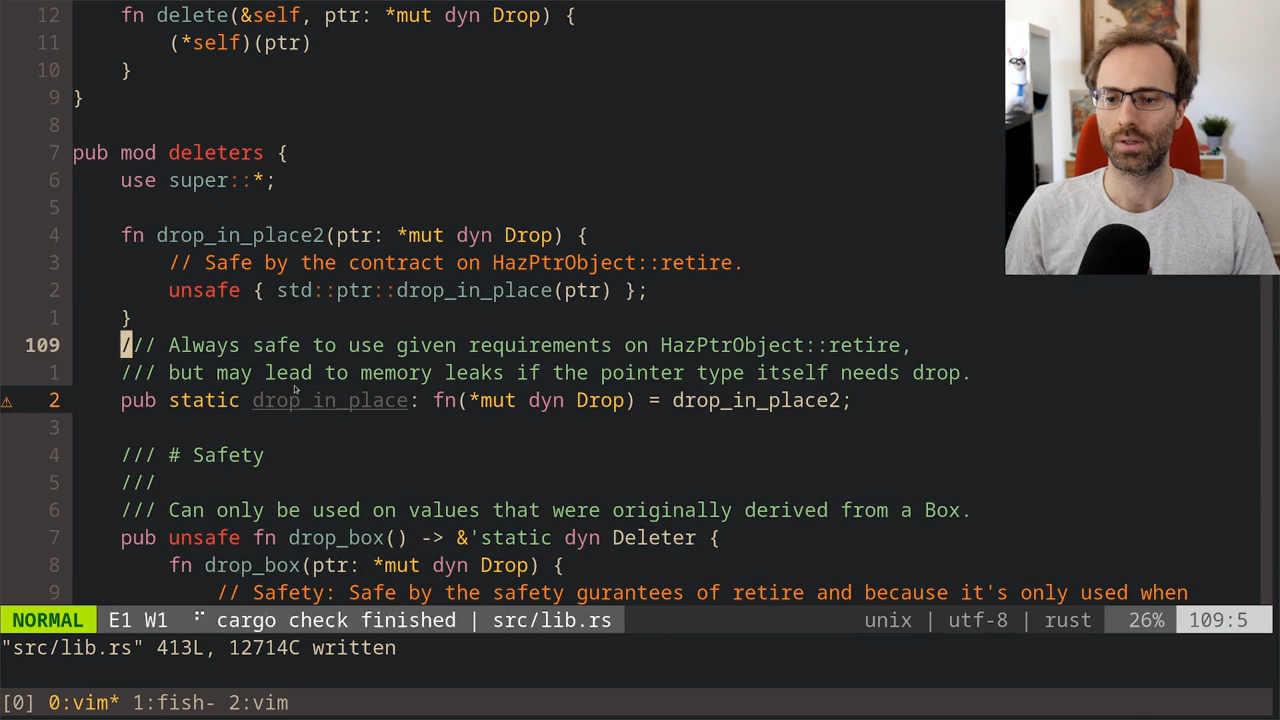 12 fn delete(&self, ptr: *mut dyn Drop) {
11 (*self)(ptr)
10 }
9 }
8
7 pub mod deleters {
6 use super::*;
5
4 fn drop_in_place2(ptr: *mut dyn Drop) {
3 // Safe by the contract on HazPtrObject::retire.
2 unsafe { std::ptr::drop_in_place(ptr) };
1 }
109 /// Always safe to use given requirements on HazPtrObject::retire,
1 /// but may lead to memory leaks if the pointer type itself needs drop.
⚠ 2 pub static drop_in_place: fn(*mut dyn Drop) = drop_in_place2;
3
4 /// # Safety
5 ///
6 /// Can only be used on values that were originally derived from a Box.
7 pub unsafe fn drop_box() -> &'static dyn Deleter {
8 fn drop_box(ptr: *mut dyn Drop) {
9 // Safety: Safe by the safety gurantees of retire and because it's only used when
NORMAL E1 W1 ⠋ cargo check finished | src/lib.rs unix | utf-8 | rust 26% 109:5
"src/lib.rs" 413L, 12714C written
[0] 0:vim* 1:fish- 2:vim